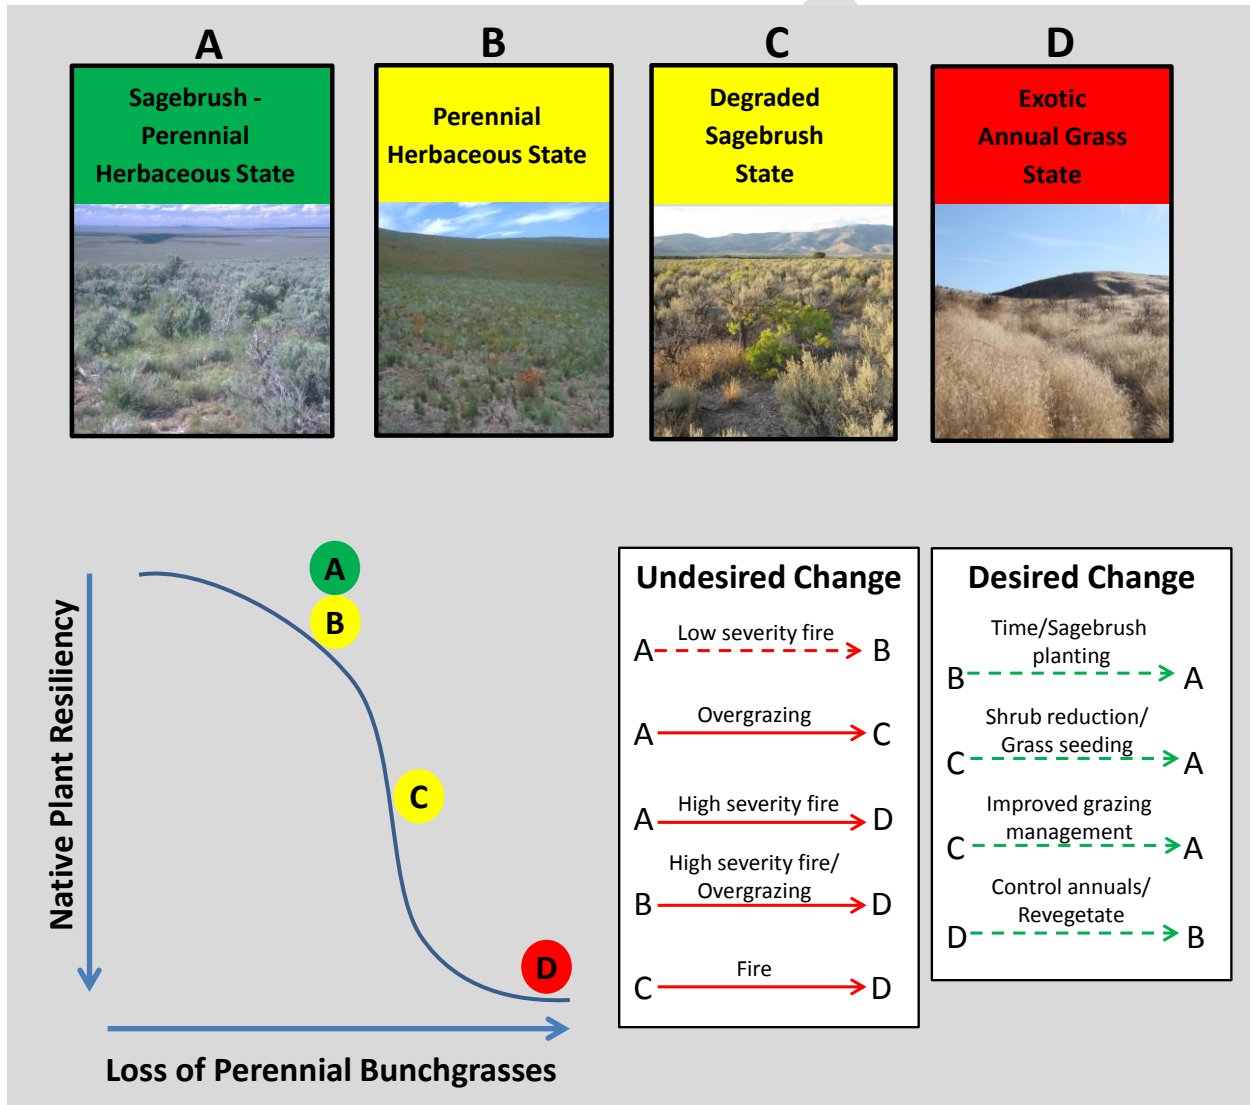 A
B
C
D
Sagebrush -
Perennial
Herbaceous State
Perennial
Herbaceous State
Degraded
Sagebrush
State
Exotic
Annual Grass
State
Native Plant Resiliency
A
B
C
D
Loss of Perennial Bunchgrasses
Undesired Change
Low severity fire
A B
Overgrazing
A C
High severity fire
A D
High severity fire/
Overgrazing
B D
Fire
C D
Desired Change
Time/Sagebrush
planting
B A
Shrub reduction/
Grass seeding
C A
Improved grazing
management
C A
Control annuals/
Revegetate
D B